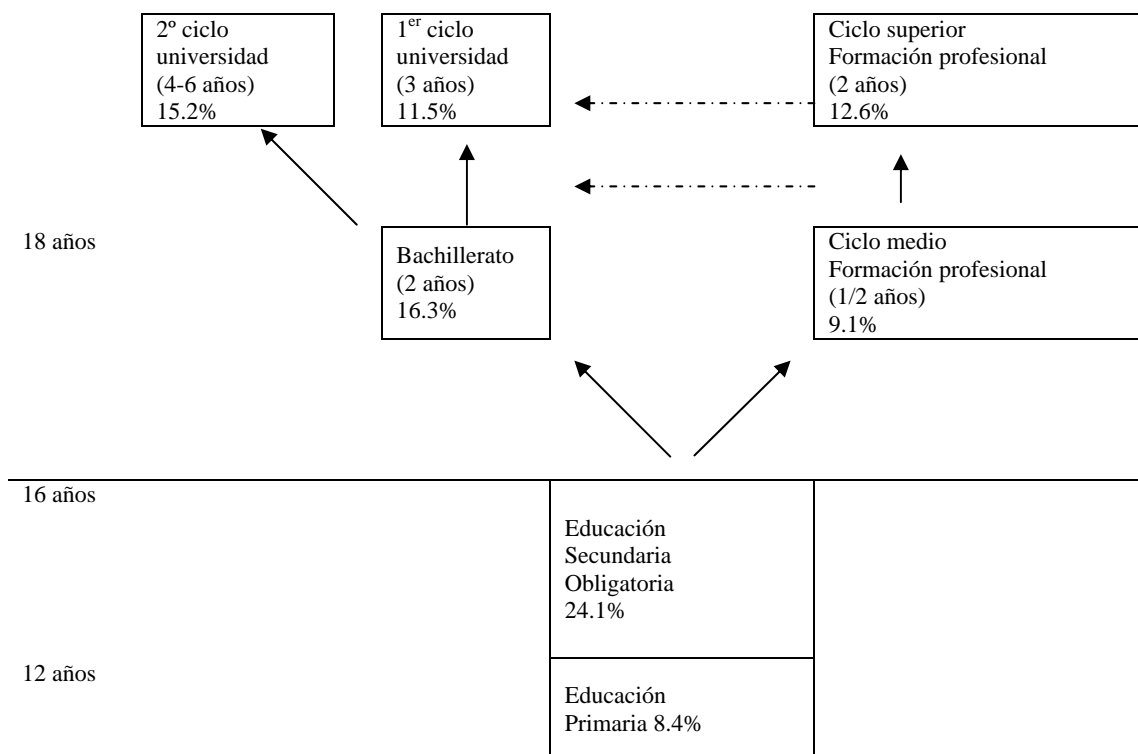 2º ciclo
universidad
(4-6 años)
15.2%
1er ciclo
universidad
(3 años)
11.5%
Ciclo superior
Formación profesional
(2 años)
12.6%
18 años
Bachillerato
(2 años)
16.3%
Ciclo medio
Formación profesional
(1/2 años)
9.1%
16 años
Educación
Secundaria
Obligatoria
24.1%
12 años
Educación
Primaria 8.4%